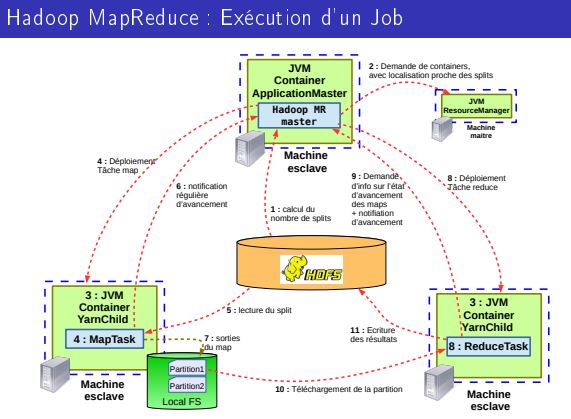 Hadoop MapReduce : Exécution d'un Job
JVM
Container
ApplicationMaster
Hadoop MR
master
Machine
esclave
2 : Demande de containers,
avec localisation proche des splits
JVM
ResourceManager
Machine
maitre
4 : Déploiement
Tâche map
6 : notification
régulière
d'avancement
1 : calcul du
nombre de splits
9 : Demande
d'info sur l'état
d'avancement
des maps
+ notifiation
d'avancement
8 : Déploiement
Tâche reduce
HDFS
3 : JVM
Container
YarnChild
4 : MapTask
Machine
esclave
5 : lecture du split
7 : sorties
du map
Partition1
Partition2
Local FS
11 : Ecriture
des résultats
10 : Téléchargement de la partition
3 : JVM
Container
YarnChild
8 : ReduceTask
Machine
esclave